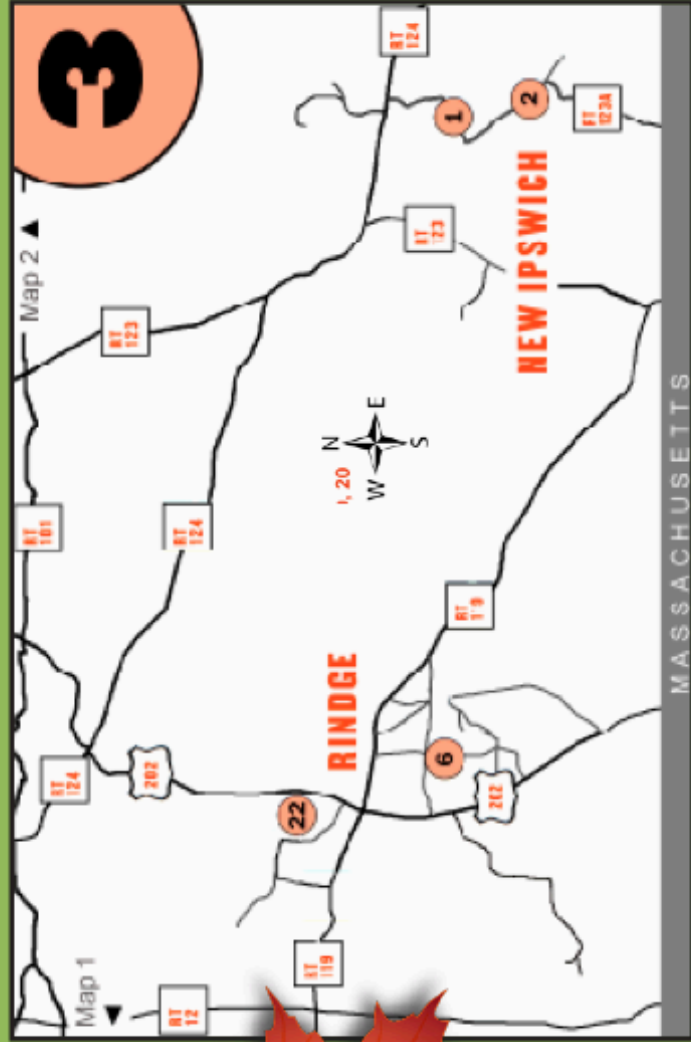 Map 2
RT
101
RT
124
3
Map 1
RT
123
202
RT
12
RT
124
22
RT
119
N
RINDGE
, 20
W
E
RT
124
S
RT
123
6
1
RT
119
202
2
NEW IPSWICH
RT
123A
MASSACHUSETTS